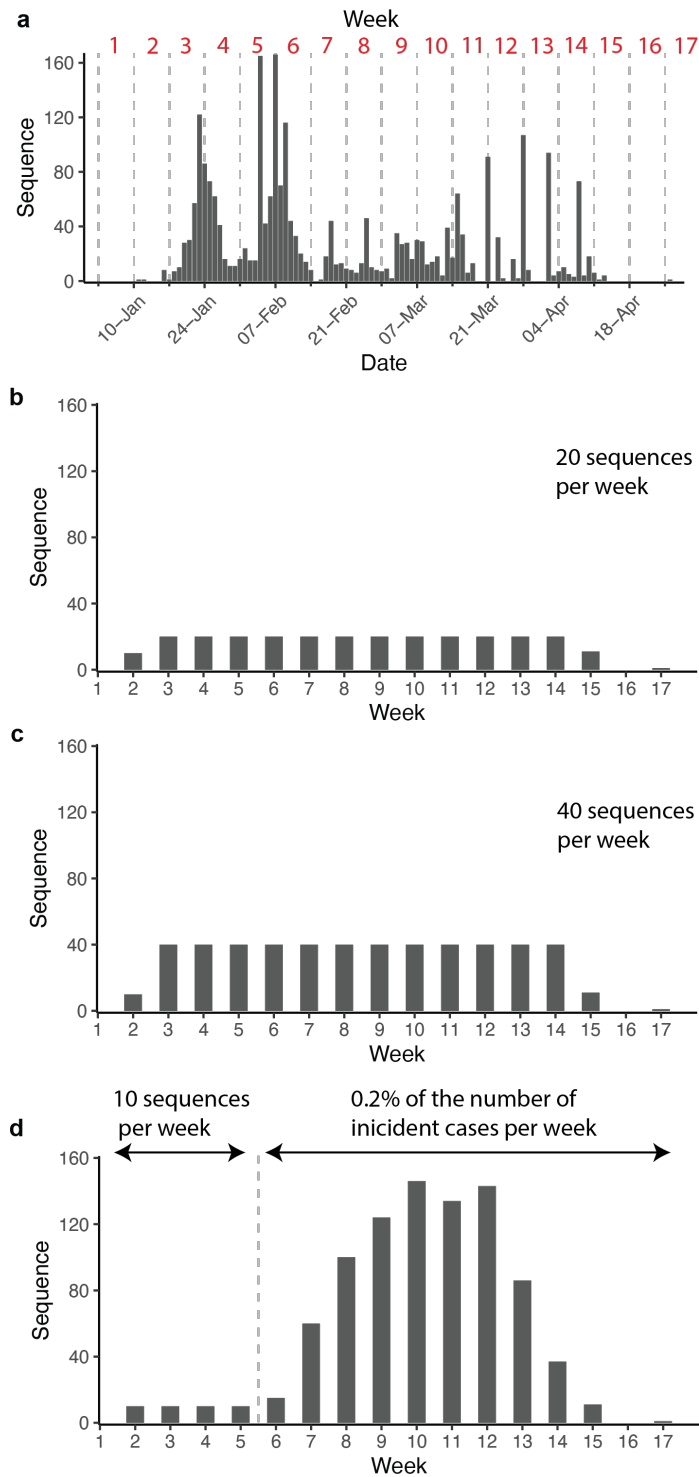 a
Week
1 2 3 4 5 6 7 8 9 10 11 12 13 14 15 16 17
160
120
80
40
0
Sequence
10–Jan 24–Jan 07–Feb 21–Feb 07–Mar 21–Mar 04–Apr 18–Apr
Date
b
160
120
80
40
0
Sequence
20 sequences
per week
1 2 3 4 5 6 7 8 9 10 11 12 13 14 15 16 17
Week
c
160
120
80
40
0
Sequence
40 sequences
per week
1 2 3 4 5 6 7 8 9 10 11 12 13 14 15 16 17
Week
d
10 sequences
per week
0.2% of the number of
inicident cases per week
160
120
80
40
0
Sequence
1 2 3 4 5 6 7 8 9 10 11 12 13 14 15 16 17
Week